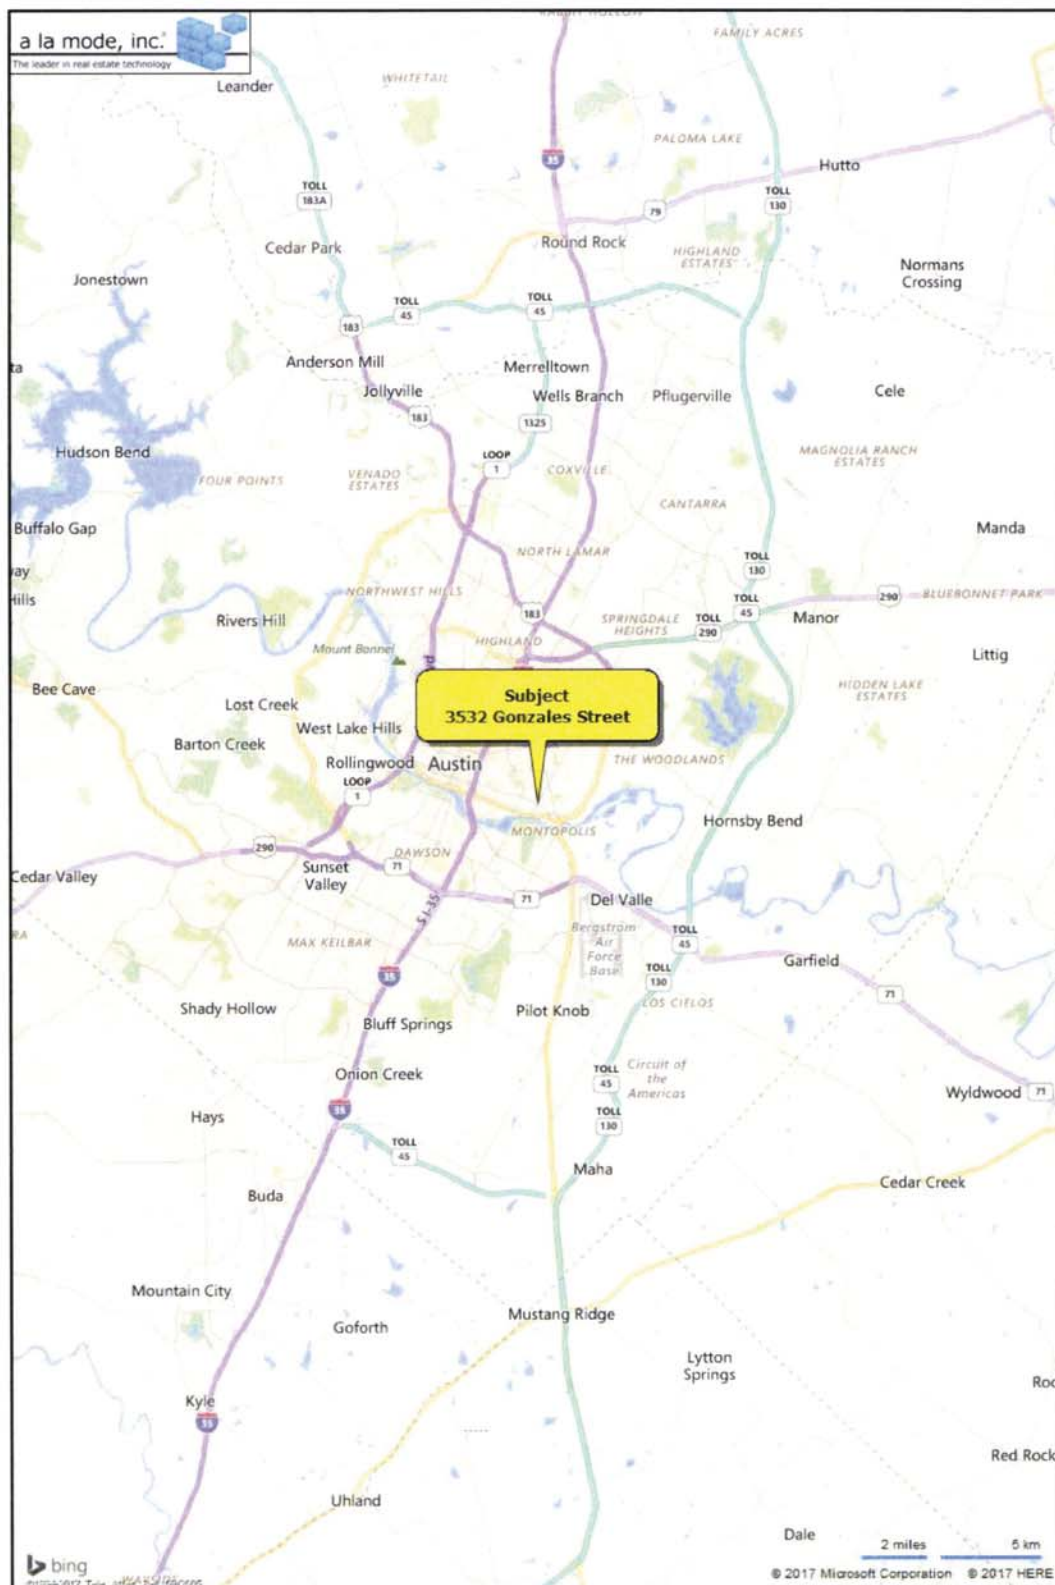 a la mode, inc.
The leader in real estate technology
FAMILY ACRES
WHITETAIL
Leander
35
PALOMA LAKE
Hutto
TOLL
183A
TOLL
130
79
Cedar Park
Round Rock
HIGHLAND
ESTATES
Normans
Crossing
Jonestown
TOLL
45
TOLL
45
183
Anderson Mill
Merrelltown
Jollyville
Wells Branch
Pflugerville
Cele
183
1325
Hudson Bend
LOOP
1
MAGNOLIA RANCH
ESTATES
FOUR POINTS
VENADO
ESTATES
COXVILLE
CANTARRA
Buffalo Gap
Manda
NORTH LAMAR
TOLL
130
NORTHWEST HILLS
TOLL
45
290
BLUEBONNET PARK
Rivers Hill
183
SPRINGDALE
HEIGHTS
TOLL
290
Manor
Mount Bonnel
HIGHLAND
Littig
Bee Cave
HIDDEN LAKE
ESTATES
Subject
3532 Gonzales Street
Lost Creek
West Lake Hills
Barton Creek
Rollingwood
Austin
THE WOODLANDS
LOOP
1
Hornsby Bend
MONTOPOLIS
290
DAWSON
Cedar Valley
Sunset
Valley
71
71
Del Valle
S I-35
MAX KEILBAR
Bergstrom
Air
Force
Base
TOLL
45
Garfield
35
TOLL
130
71
Shady Hollow
LOS CIELOS
Pilot Knob
Bluff Springs
Onion Creek
TOLL
45
Circuit of
the
Americas
Wyldwood
71
35
Hays
TOLL
130
TOLL
45
Maha
Cedar Creek
Buda
Mountain City
Mustang Ridge
Goforth
Lytton
Springs
Kyle
35
Red Rock
Uhland
Dale
2 miles
5 km
bing
© 2017 Microsoft Corporation © 2017 HERE